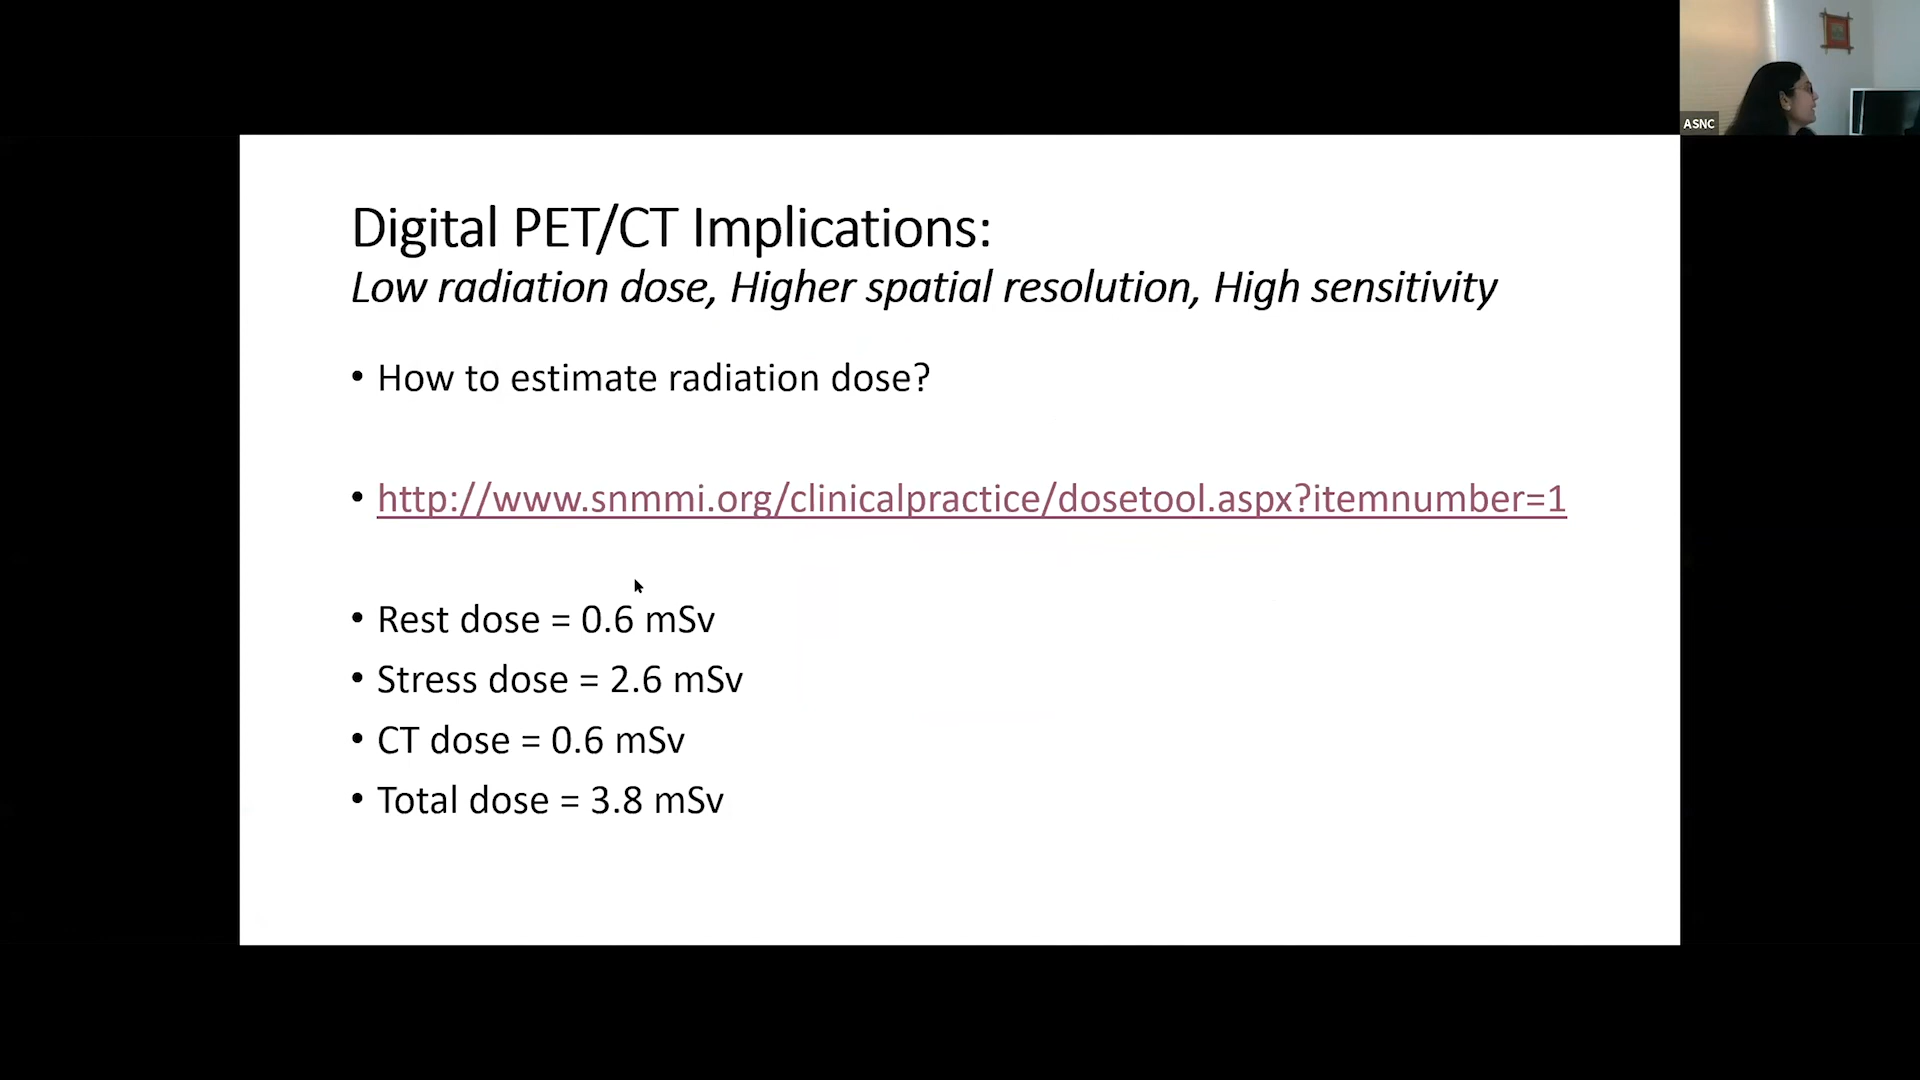 ASNC
Digital PET/CT Implications:
Low radiation dose, Higher spatial resolution, High sensitivity
• How to estimate radiation dose?
• http://www.snmmi.org/clinicalpractice/dosetool.aspx?itemnumber=1
• Rest dose = 0.6 mSv
• Stress dose = 2.6 mSv
• CT dose = 0.6 mSv
• Total dose = 3.8 mSv